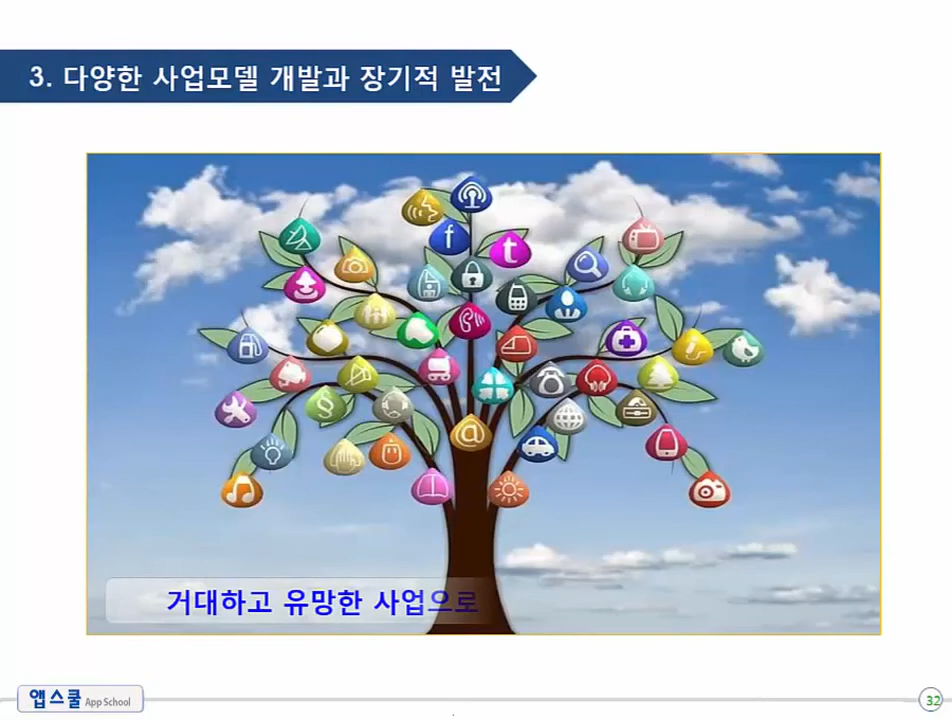 3. 다양한 사업모델 개발과 장기적 발전
f
t
§
@
거대하고 유망한 사업으로
앱스쿨 App School
32